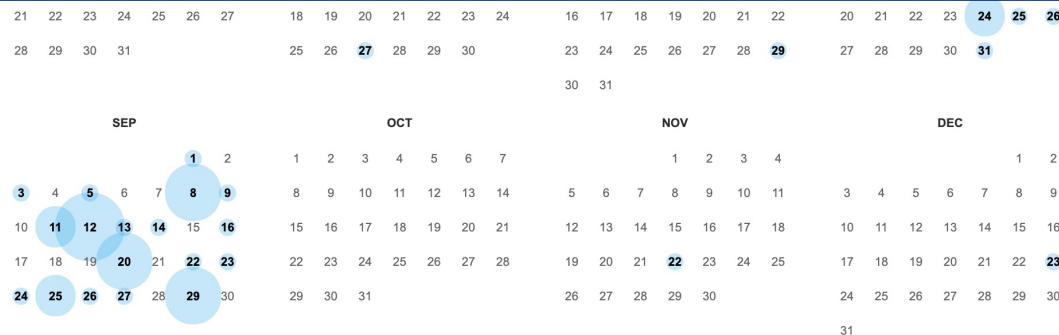 21 22 23 24 25 26 27
28 29 30 31
18 19 20 21 22 23 24
25 26 27 28 29 30
16 17 18 19 20 21 22
23 24 25 26 27 28 29
30 31
20 21 22 23 24 25 26
27 28 29 30 31
SEP
1 2
3 4 5 6 7 8 9
10 11 12 13 14 15 16
17 18 19 20 21 22 23
24 25 26 27 28 29 30
OCT
1 2 3 4 5 6 7
8 9 10 11 12 13 14
15 16 17 18 19 20 21
22 23 24 25 26 27 28
29 30 31
NOV
1 2 3 4
5 6 7 8 9 10 11
12 13 14 15 16 17 18
19 20 21 22 23 24 25
26 27 28 29 30
DEC
1 2
3 4 5 6 7 8 9
10 11 12 13 14 15 16
17 18 19 20 21 22 23
24 25 26 27 28 29 30
31